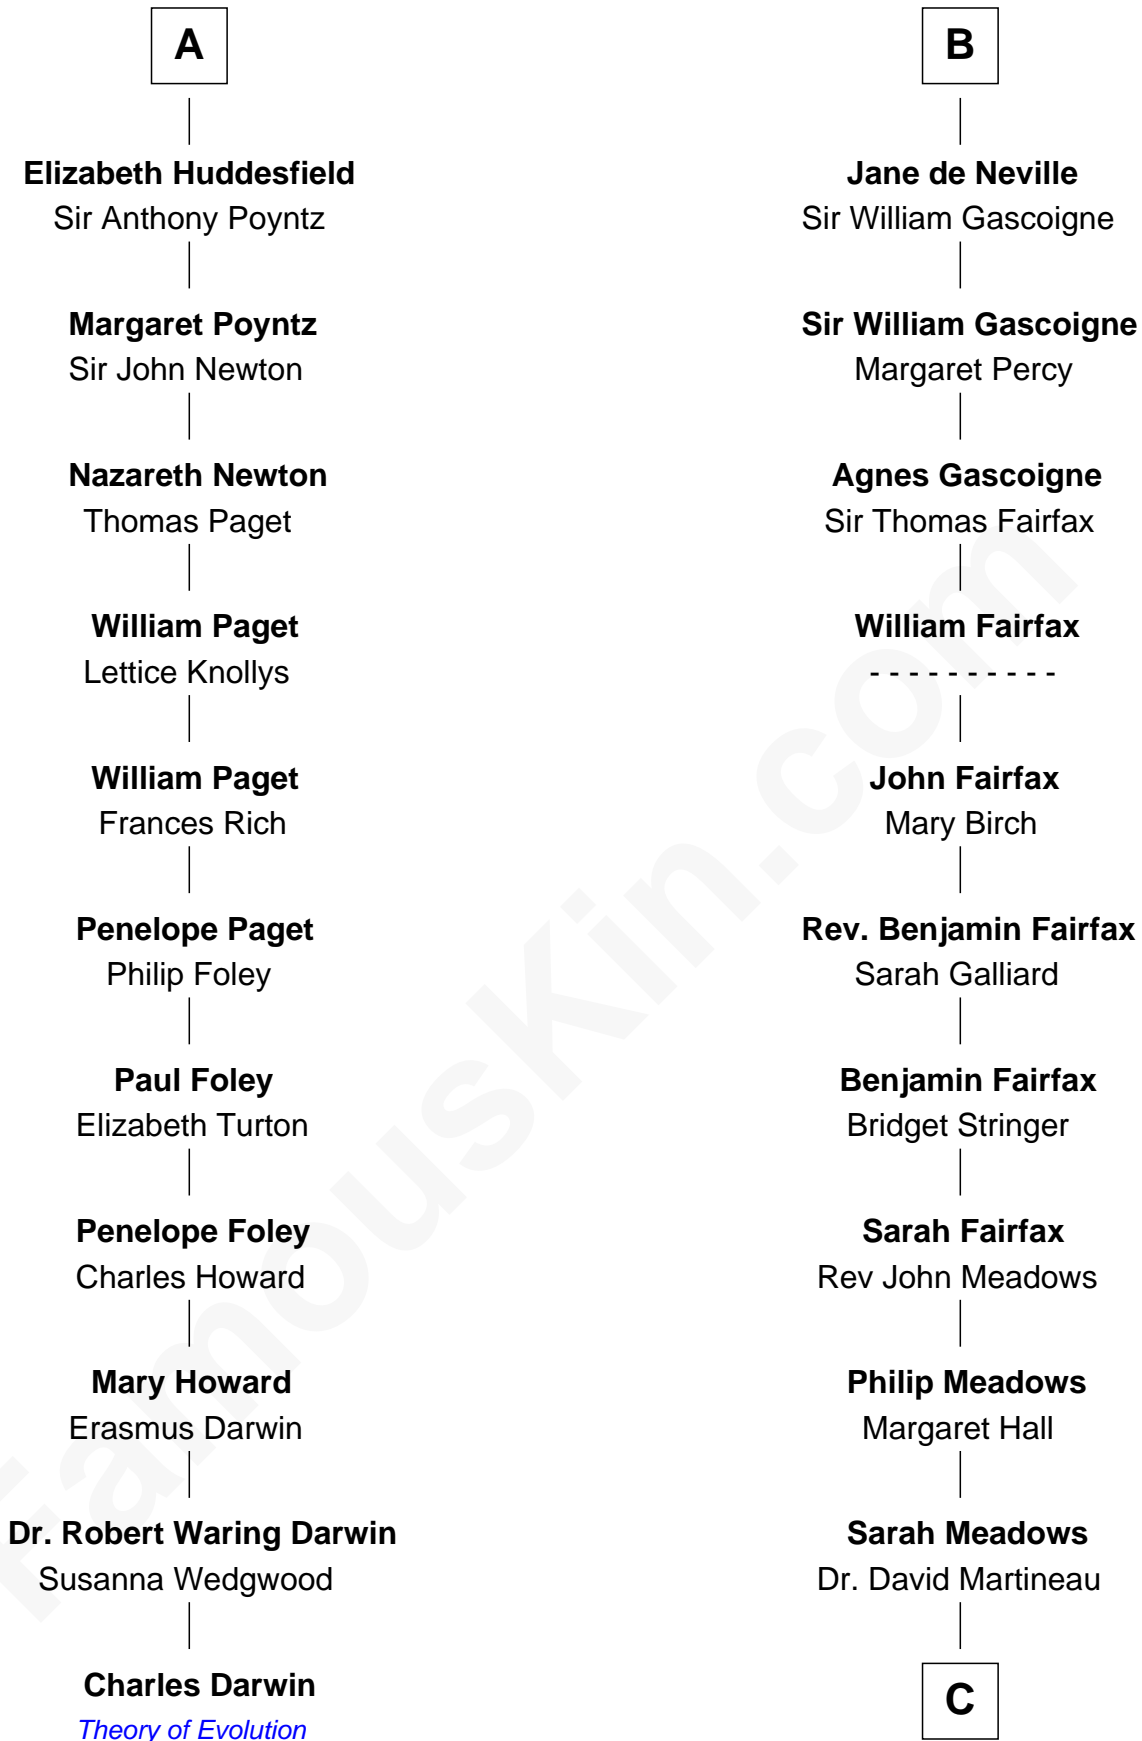 A
Elizabeth Huddesfield
Sir Anthony Poyntz
Margaret Poyntz
Sir John Newton
Nazareth Newton
Thomas Paget
William Paget
Lettice Knollys
William Paget
Frances Rich
Penelope Paget
Philip Foley
Paul Foley
Elizabeth Turton
Penelope Foley
Charles Howard
Mary Howard
Erasmus Darwin
Dr. Robert Waring Darwin
Susanna Wedgwood
Charles Darwin
Theory of Evolution
B
Jane de Neville
Sir William Gascoigne
Sir William Gascoigne
Margaret Percy
Agnes Gascoigne
Sir Thomas Fairfax
William Fairfax
- - - - - - - - - -
John Fairfax
Mary Birch
Rev. Benjamin Fairfax
Sarah Galliard
Benjamin Fairfax
Bridget Stringer
Sarah Fairfax
Rev John Meadows
Philip Meadows
Margaret Hall
Sarah Meadows
Dr. David Martineau
C
FamousKin.com